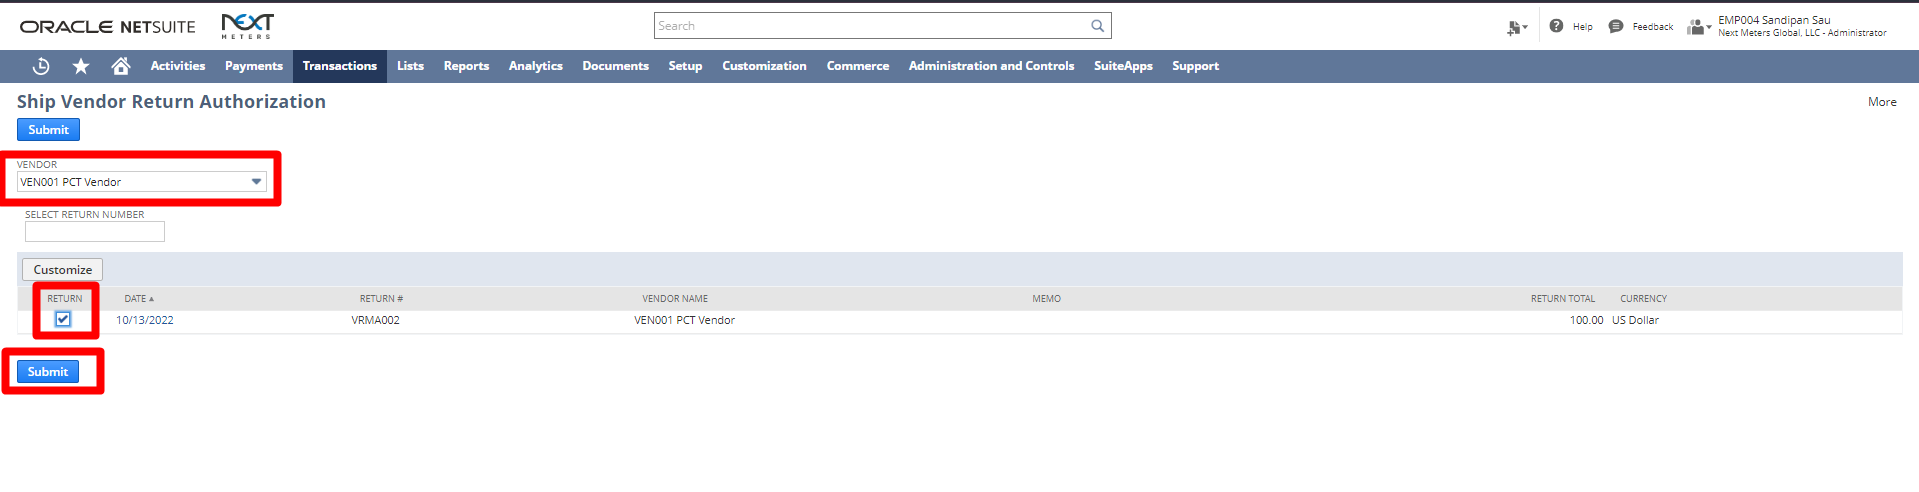 ORACLE NETSUITE
NEXT
METERS
Search
Help
Feedback
EMP004 Sandipan Sau
Next Meters Global, LLC - Administrator
Activities Payments Transactions Lists Reports Analytics Documents Setup Customization Commerce Administration and Controls SuiteApps Support
Ship Vendor Return Authorization
More
Submit
VENDOR
VEN001 PCT Vendor
SELECT RETURN NUMBER
Customize
RETURN DATE RETURN # VENDOR NAME MEMO RETURN TOTAL CURRENCY
10/13/2022 VRMA002 VEN001 PCT Vendor 100.00 US Dollar
Submit